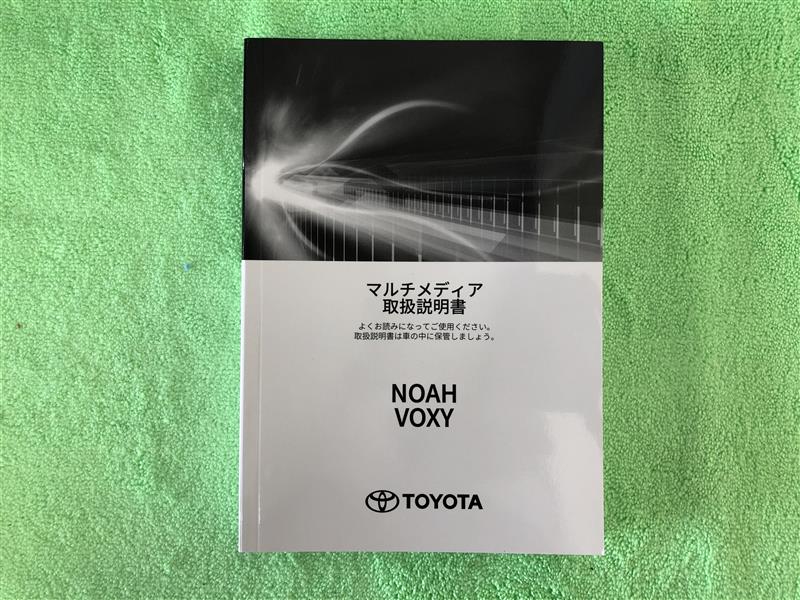 マルチメディア
取扱説明書
よくお読みになってご使用ください。
取扱説明書は車の中に保管しましょう。
NOAH
VOXY
TOYOTA